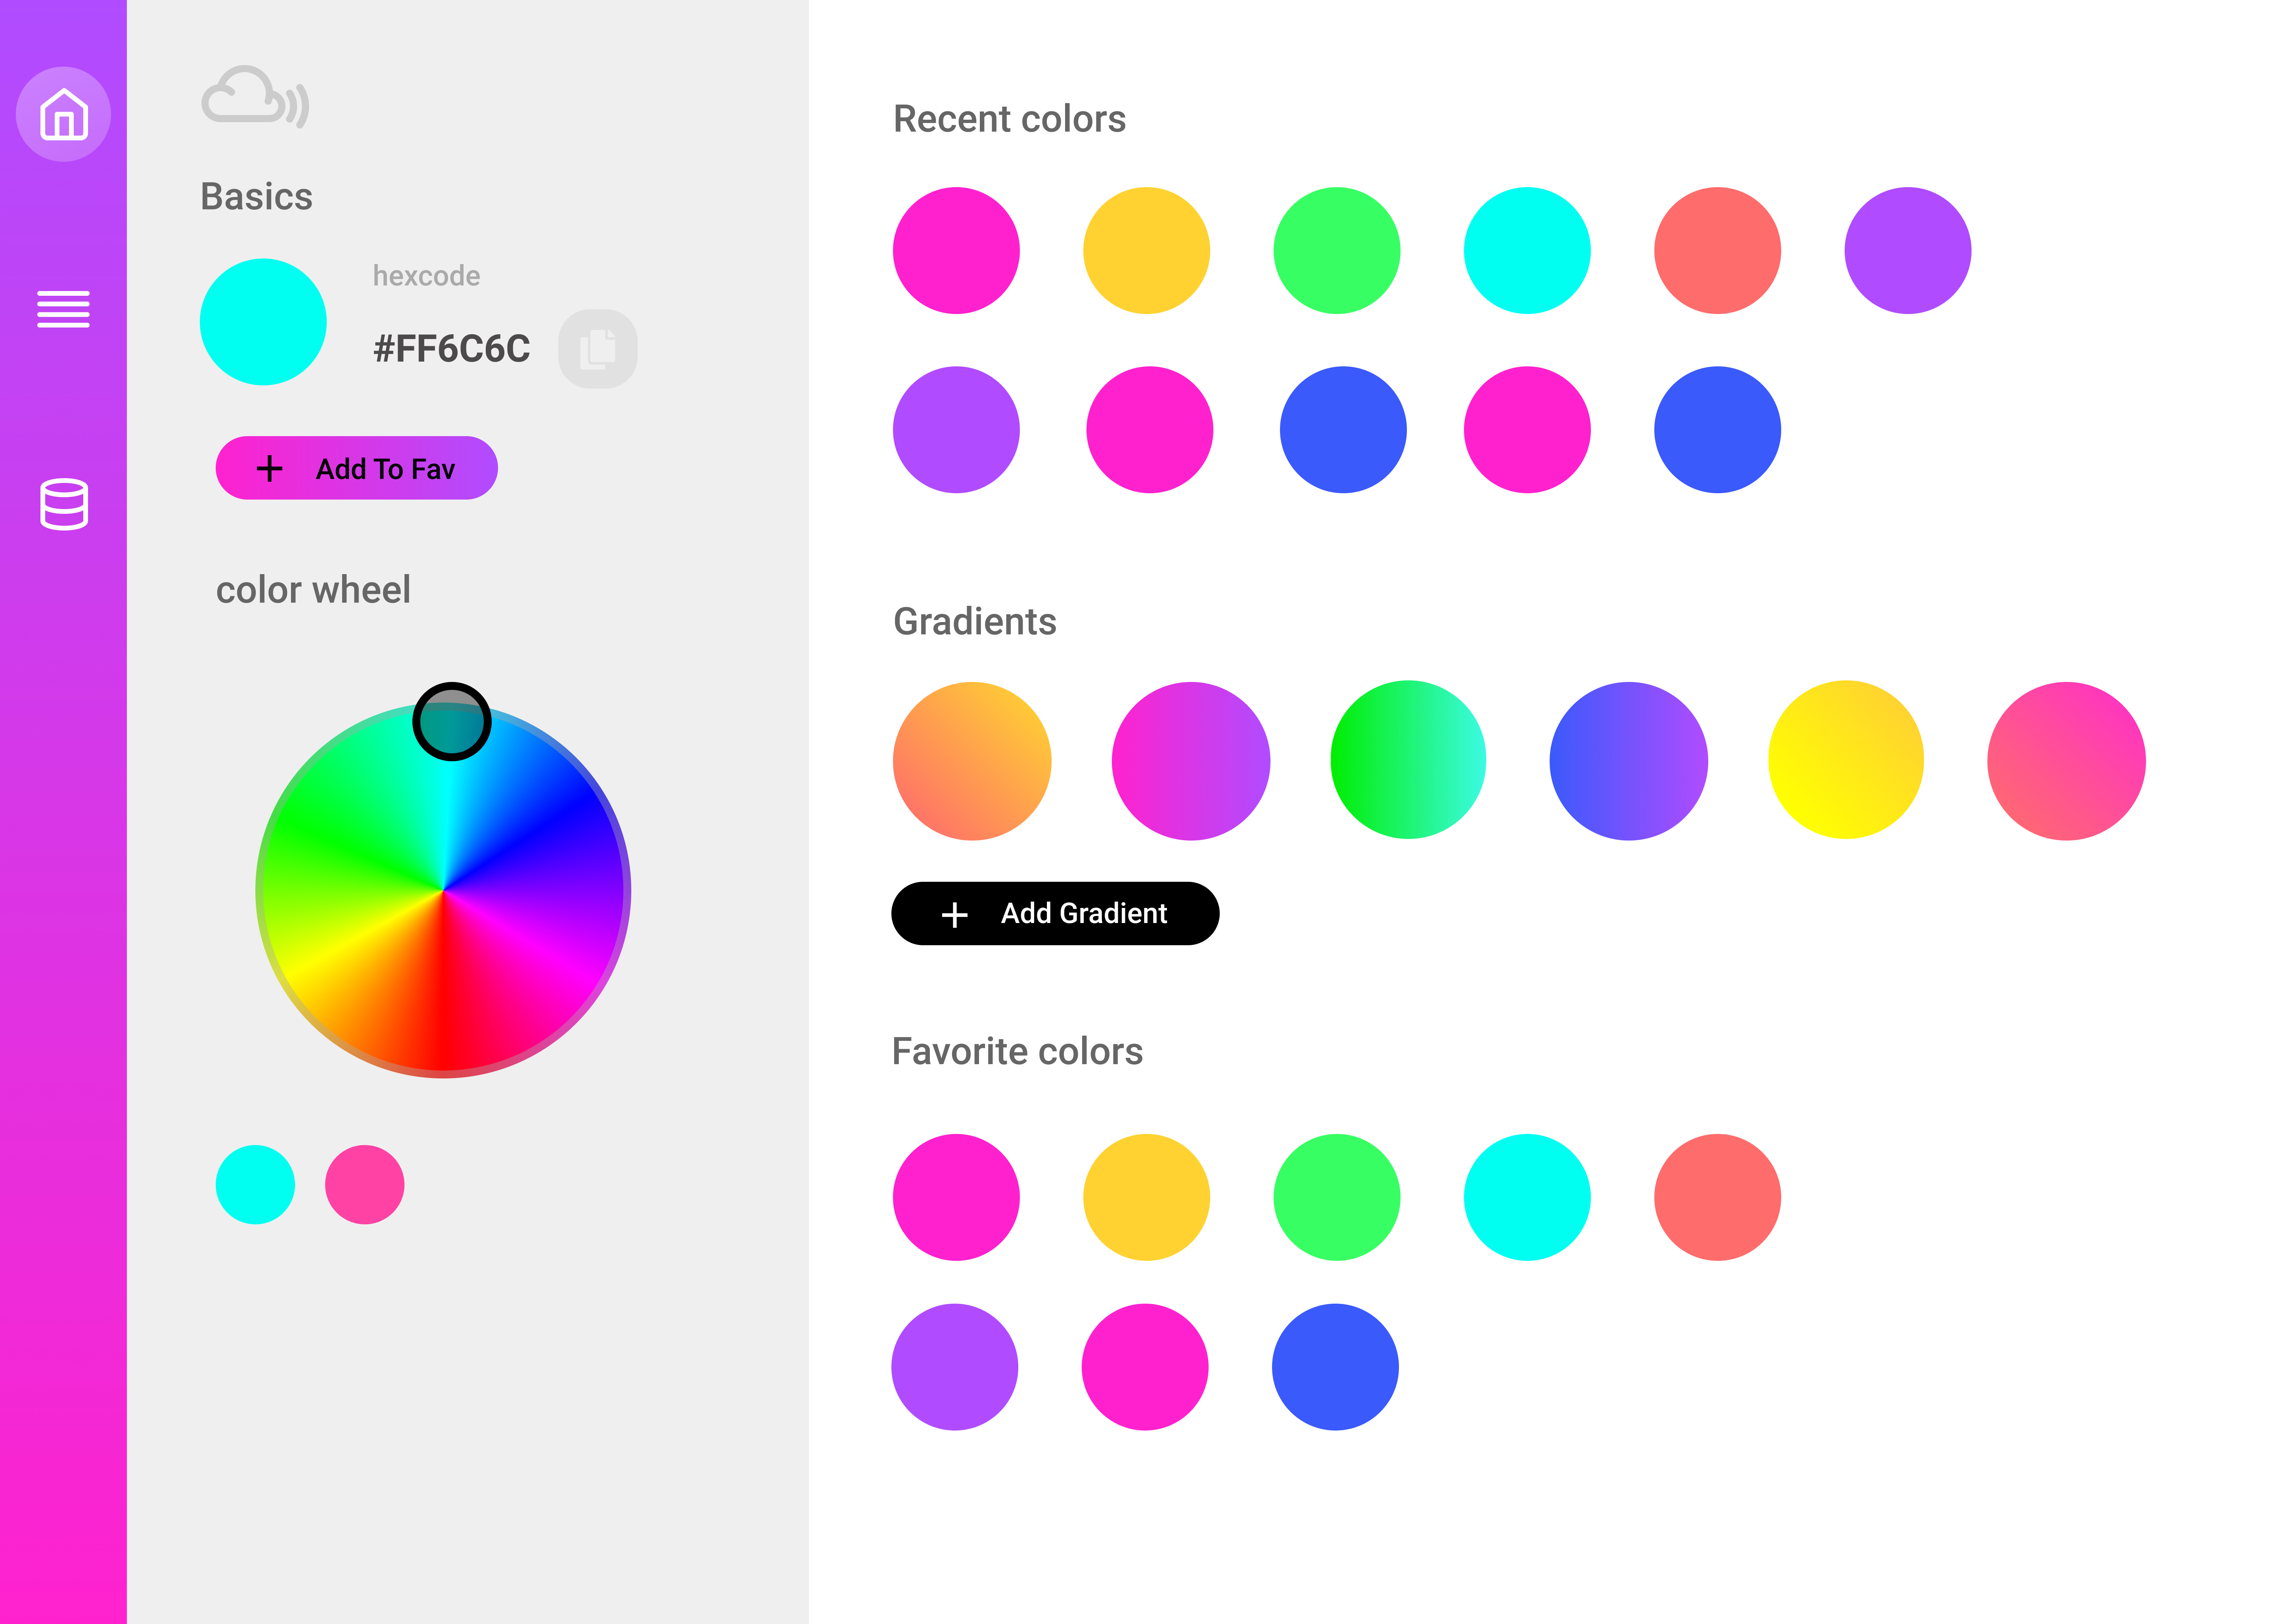 Basics
hexcode
#FF6C6C
Add To Fav
color wheel
Recent colors
Gradients
Add Gradient
Favorite colors